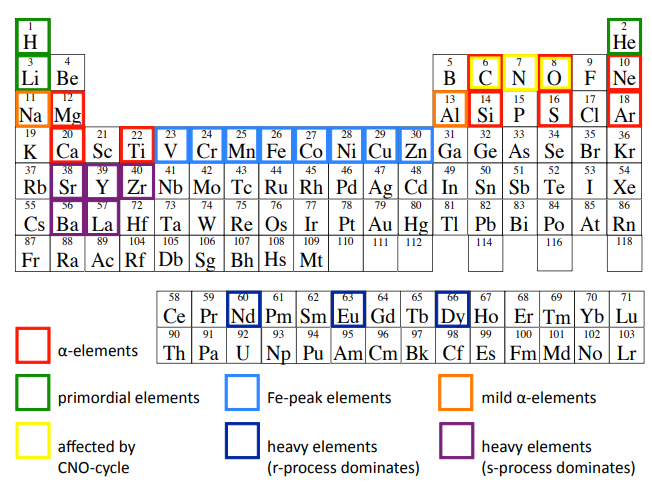 1 2
H He
3 4 5 6 7 8 9 10
Li Be B C N O F Ne
11 12 13 14 15 16 17 18
Na Mg Al Si P S Cl Ar
19 20 21 22 23 24 25 26 27 28 29 30 31 32 33 34 35 36
K Ca Sc Ti V Cr Mn Fe Co Ni Cu Zn Ga Ge As Se Br Kr
37 38 39 40 41 42 43 44 45 46 47 48 49 50 51 52 53 54
Rb Sr Y Zr Nb Mo Tc Ru Rh Pd Ag Cd In Sn Sb Te I Xe
55 56 57 72 73 74 75 76 77 78 79 80 81 82 83 84 85 86
Cs Ba La Hf Ta W Re Os Ir Pt Au Hg Tl Pb Bi Po At Rn
87 88 89 104 105 106 107 108 109 110 111 112 114 116 118
Fr Ra Ac Rf Db Sg Bh Hs Mt
58 59 60 61 62 63 64 65 66 67 68 69 70 71
Ce Pr Nd Pm Sm Eu Gd Tb Dy Ho Er Tm Yb Lu
90 91 92 93 94 95 96 97 98 99 100 101 102 103
Th Pa U Np Pu Am Cm Bk Cf Es Fm Md No Lr
α-elements
primordial elements
Fe-peak elements
mild α-elements
affected by
CNO-cycle
heavy elements
(r-process dominates)
heavy elements
(s-process dominates)